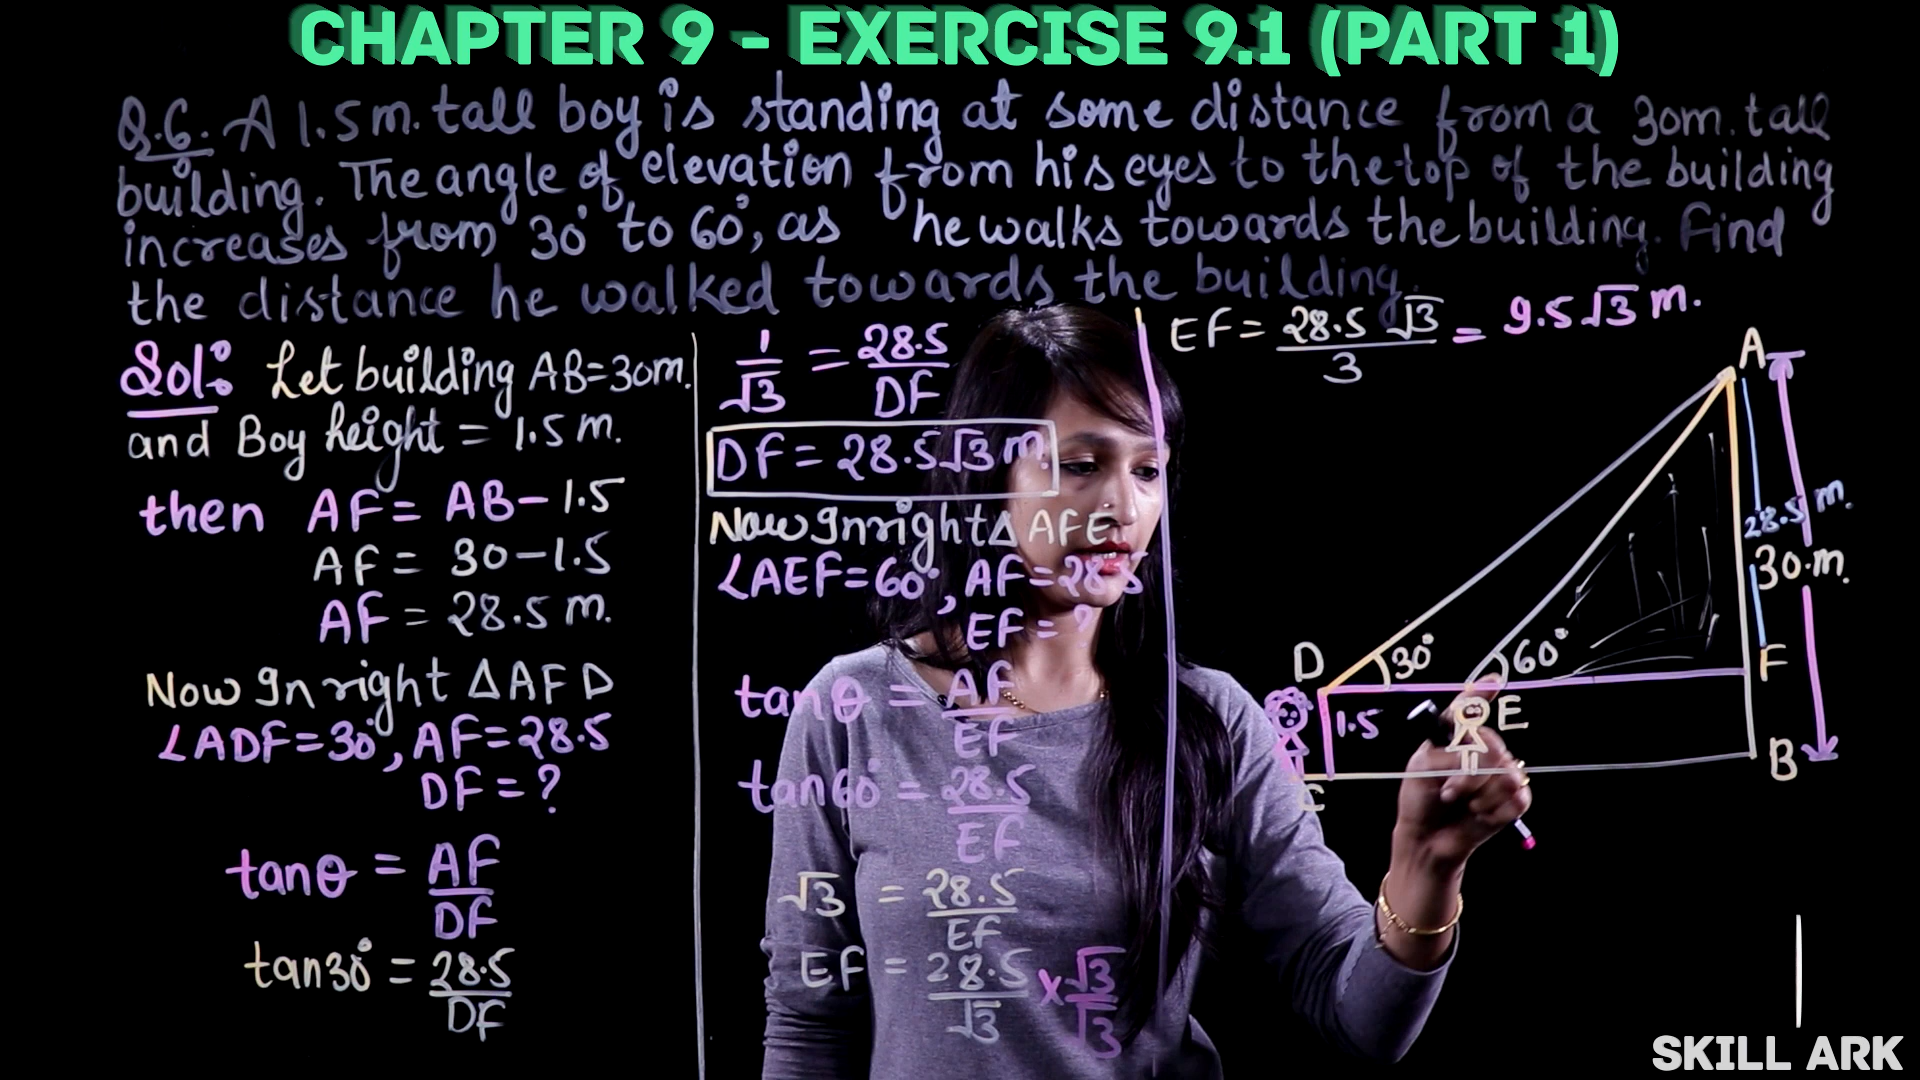 CHAPTER 9 - EXERCISE 9.1 (PART 1)
Q.6. A 1.5m. tall boy is standing at some distance from a 30m. tall
building. The angle of elevation from his eyes to the top of the building
increases from 30° to 60°, as he walks towards the building. Find
the distance he walked towards the building.
Sol: Let building AB=30m.
and Boy height = 1.5m.
then AF = AB-1.5
AF = 30-1.5
AF = 28.5 m.
Now In right Δ AFD
∠ADF=30°, AF=28.5
DF = ?
tanθ = AF/DF
tan30° = 28.5/DF
1/√3 = 28.5/DF
DF = 28.5√3 m.
Now In right Δ AFE
∠AEF=60°, AF=28.5
EF = ?
tanθ = AF/EF
tan60° = 28.5/EF
√3 = 28.5/EF
EF = 28.5/√3 × √3/√3
EF = 28.5 √3/3 = 9.5√3 m.
A
28.5 m.
30 m.
D 30° 60° F
1.5 E
C B
SKILL ARK